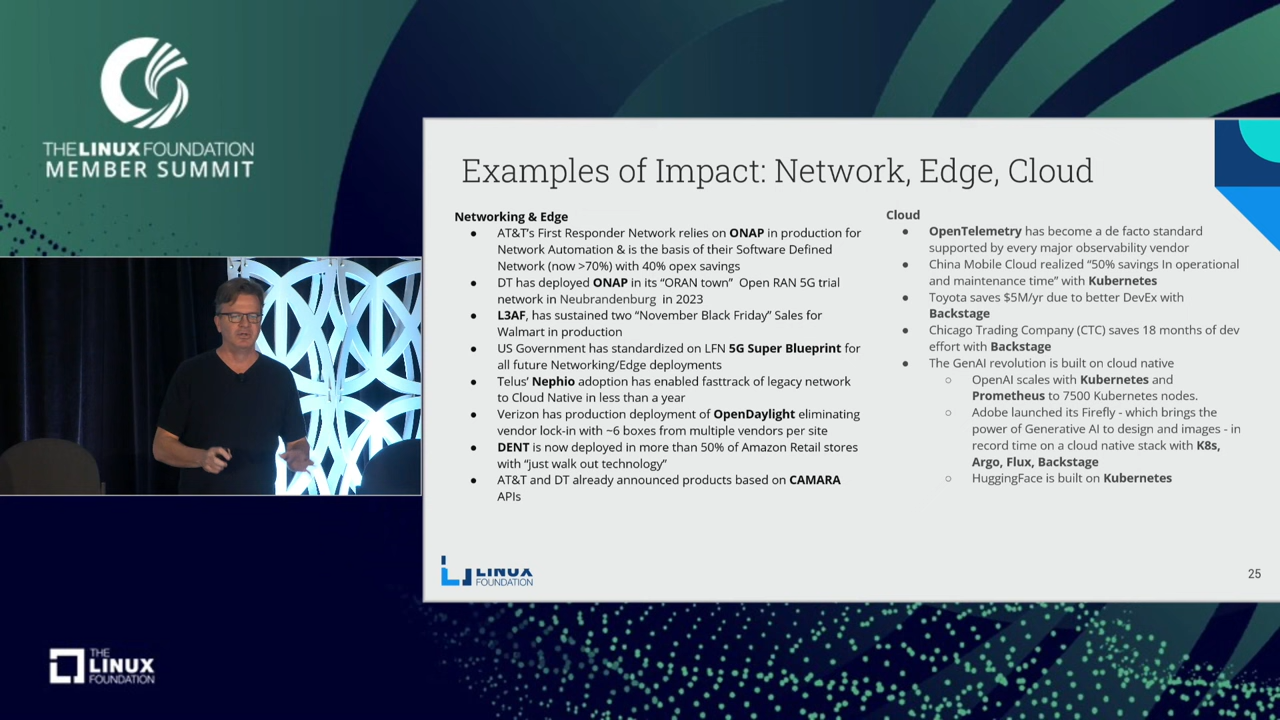 THE LINUX FOUNDATION
MEMBER SUMMIT
Examples of Impact: Network, Edge, Cloud
Networking & Edge
● AT&T's First Responder Network relies on ONAP in production for
Network Automation & is the basis of their Software Defined
Network (now >70%) with 40% opex savings
● DT has deployed ONAP in its “ORAN town” Open RAN 5G trial
network in Neubrandenburg in 2023
● L3AF, has sustained two “November Black Friday” Sales for
Walmart in production
● US Government has standardized on LFN 5G Super Blueprint for
all future Networking/Edge deployments
● Telus’ Nephio adoption has enabled fasttrack of legacy network
to Cloud Native in less than a year
● Verizon has production deployment of OpenDaylight eliminating
vendor lock-in with ~6 boxes from multiple vendors per site
● DENT is now deployed in more than 50% of Amazon Retail stores
with “just walk out technology”
● AT&T and DT already announced products based on CAMARA
APIs
Cloud
● OpenTelemetry has become a de facto standard
supported by every major observability vendor
● China Mobile Cloud realized “50% savings In operational
and maintenance time” with Kubernetes
● Toyota saves $5M/yr due to better DevEx with
Backstage
● Chicago Trading Company (CTC) saves 18 months of dev
effort with Backstage
● The GenAI revolution is built on cloud native
○ OpenAI scales with Kubernetes and
Prometheus to 7500 Kubernetes nodes.
○ Adobe launched its Firefly - which brings the
power of Generative AI to design and images - in
record time on a cloud native stack with K8s,
Argo, Flux, Backstage
○ HuggingFace is built on Kubernetes
LINUX
FOUNDATION
25
THE
LINUX
FOUNDATION